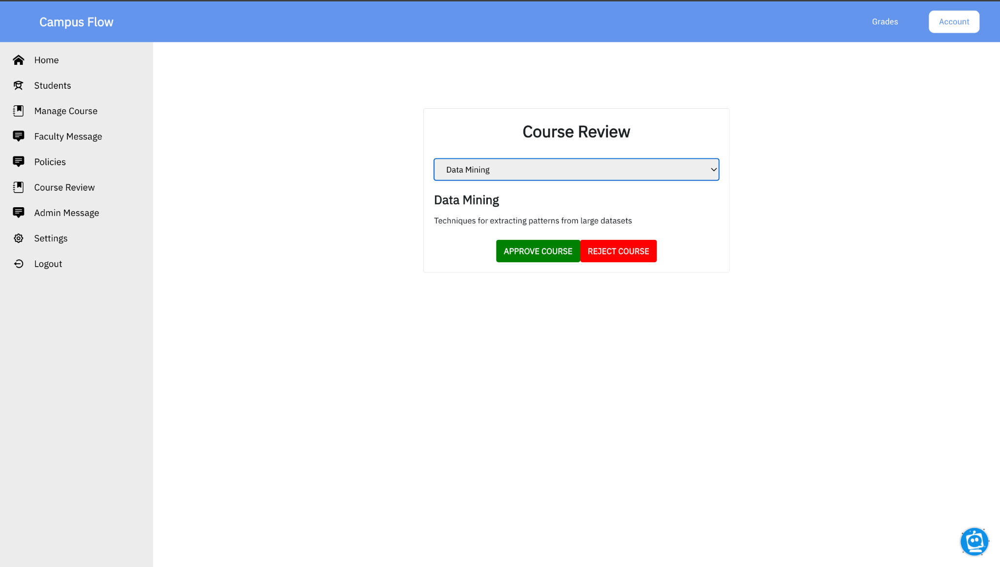 Campus Flow
Grades
Account
Home
Students
Manage Course
Faculty Message
Policies
Course Review
Admin Message
Settings
Logout
Course Review
Data Mining
Data Mining
Techniques for extracting patterns from large datasets
APPROVE COURSE
REJECT COURSE